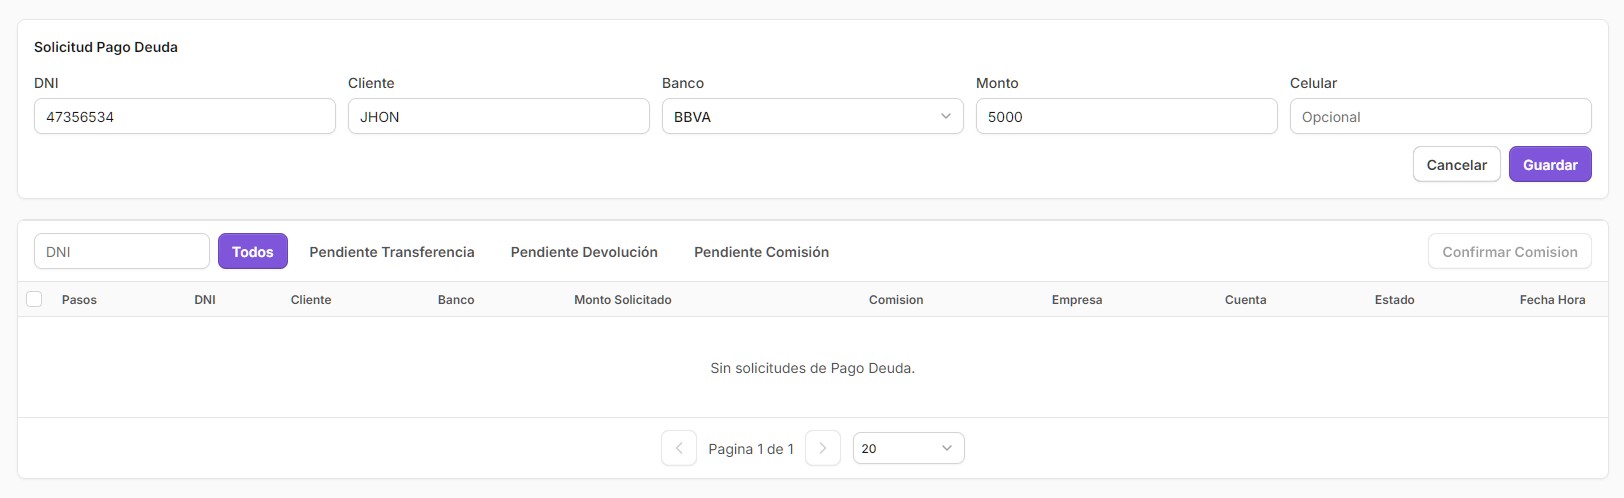 Solicitud Pago Deuda
DNI Cliente Banco Monto Celular
47356534 JHON BBVA 5000 Opcional
Cancelar Guardar
DNI Todos Pendiente Transferencia Pendiente Devolución Pendiente Comisión Confirmar Comision
Pasos DNI Cliente Banco Monto Solicitado Comision Empresa Cuenta Estado Fecha Hora
Sin solicitudes de Pago Deuda.
Pagina 1 de 1 20